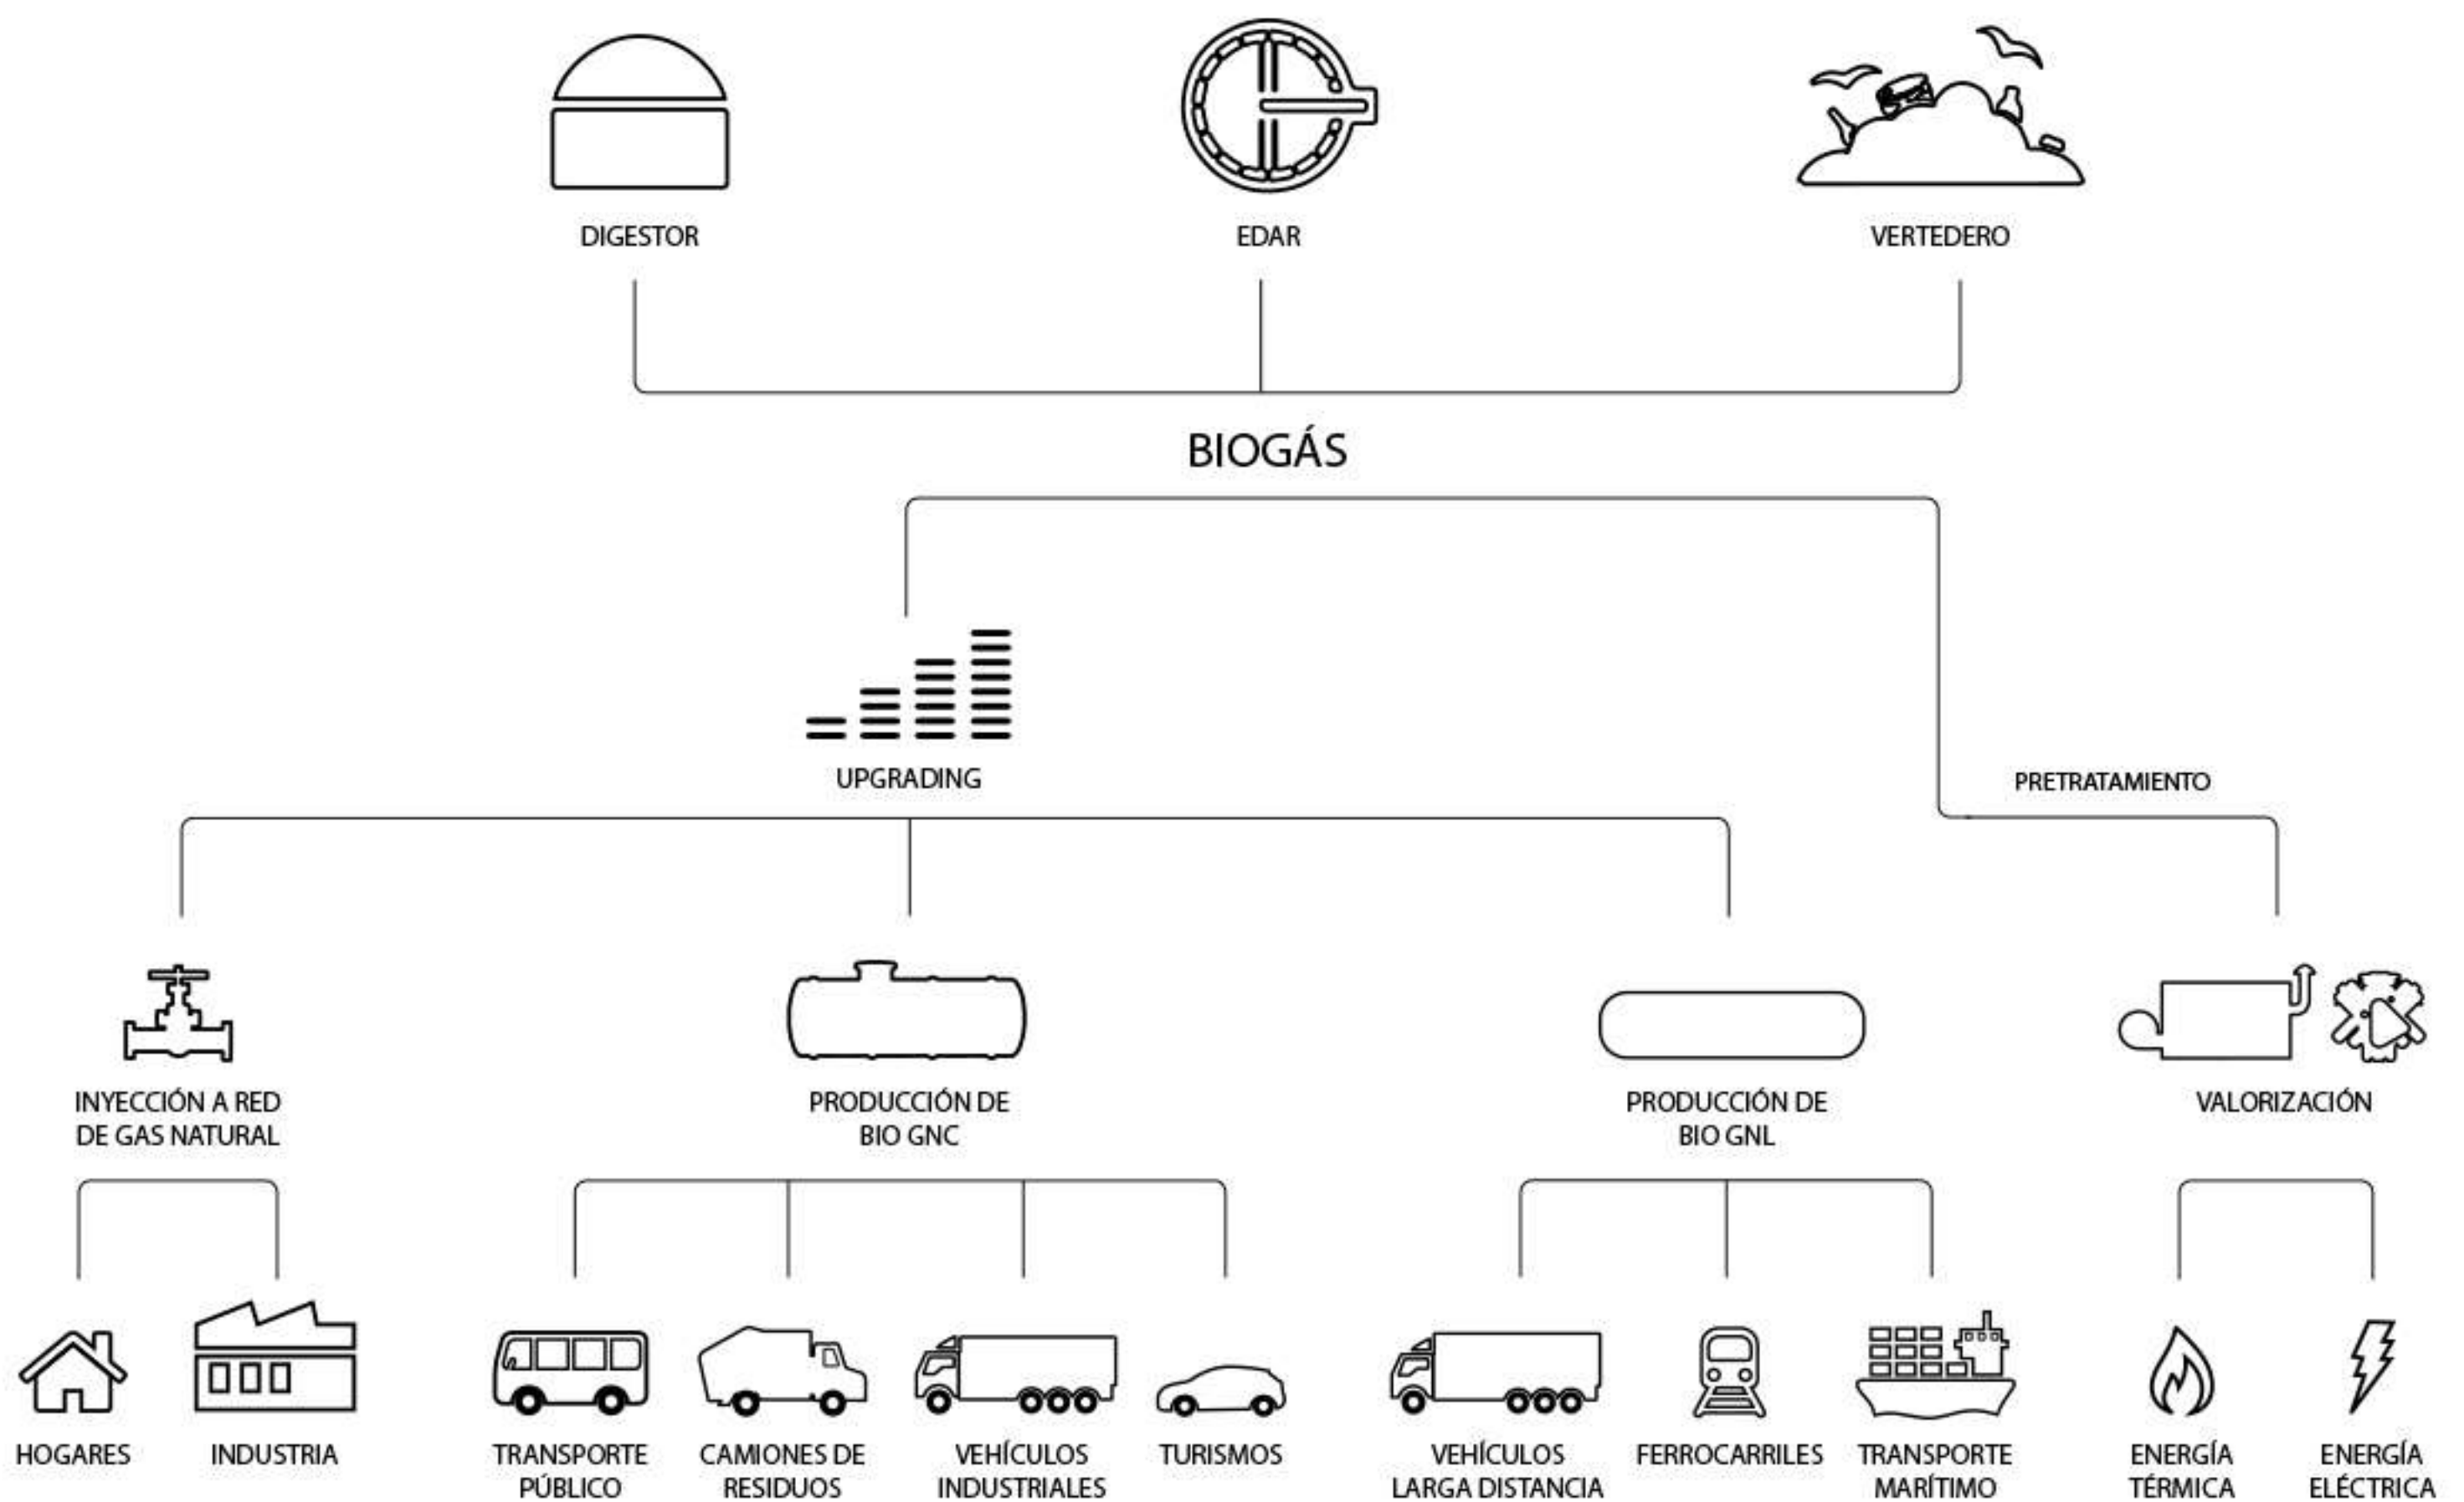 DIGESTOR
EDAR
VERTEDERO
BIOGÁS
UPGRADING
PRETRATAMIENTO
INYECCIÓN A RED
DE GAS NATURAL
PRODUCCIÓN DE
BIO GNC
PRODUCCIÓN DE
BIO GNL
VALORIZACIÓN
HOGARES
INDUSTRIA
TRANSPORTE
PÚBLICO
CAMIONES DE
RESIDUOS
VEHÍCULOS
INDUSTRIALES
TURISMOS
VEHÍCULOS
LARGA DISTANCIA
FERROCARRILES
TRANSPORTE
MARÍTIMO
ENERGÍA
TÉRMICA
ENERGÍA
ELÉCTRICA